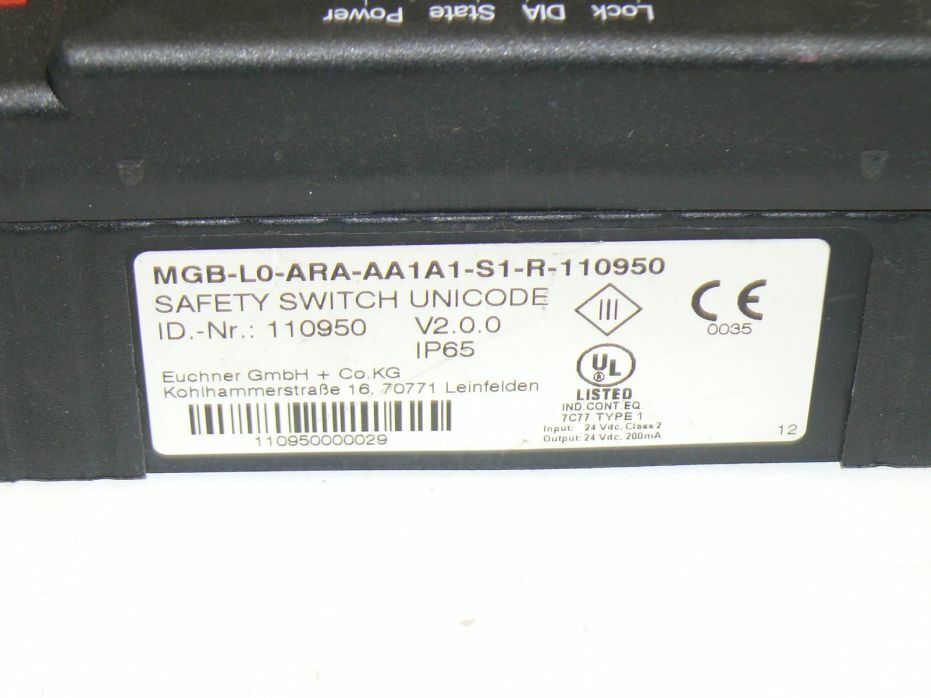 Lock DIA State Power
MGB-L0-ARA-AA1A1-S1-R-110950
SAFETY SWITCH UNICODE
ID.-Nr.: 110950 V2.0.0
IP65
Euchner GmbH + Co.KG
Kohlhammerstraße 16, 70771 Leinfelden
110950000029
III
CE
0035
UL
R
LISTED
IND.CONT.EQ.
7C77 TYPE 1
Input: 24 Vdc, Class 2
Output: 24 Vdc, 200mA
12